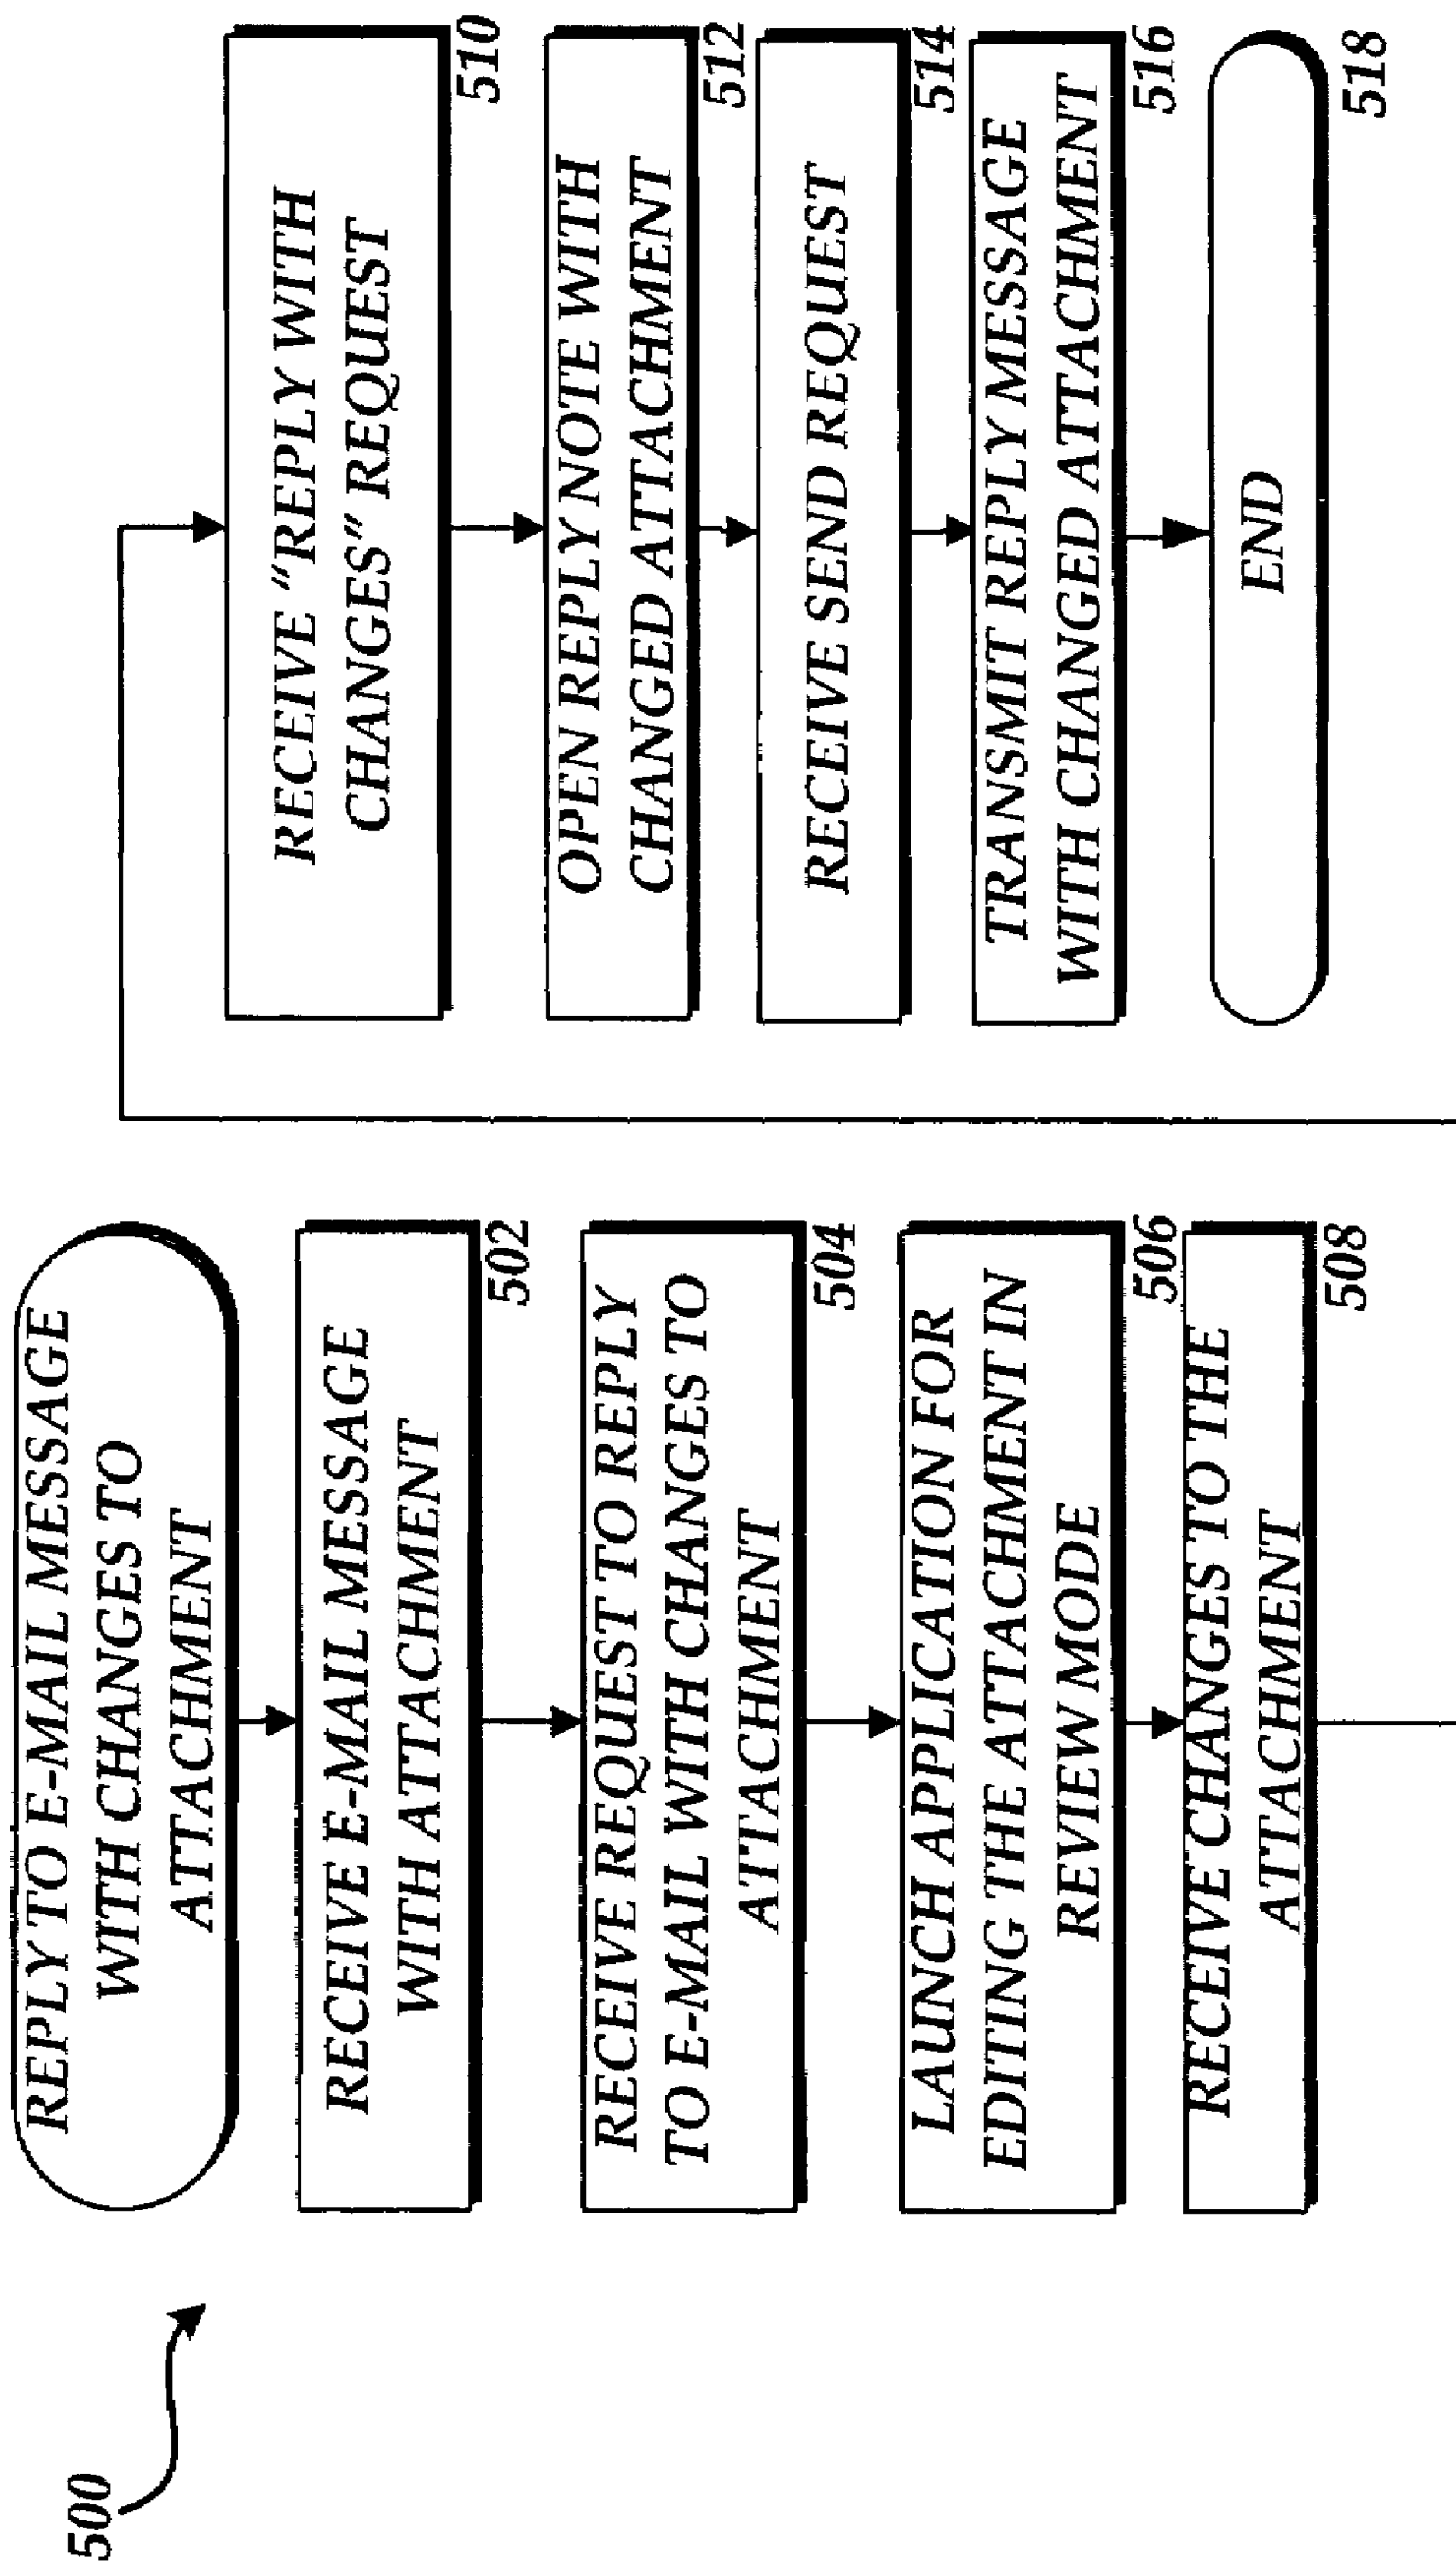 500
REPLY TO E-MAIL MESSAGE
WITH CHANGES TO
ATTACHMENT
RECEIVE E-MAIL MESSAGE
WITH ATTACHMENT
502
RECEIVE REQUEST TO REPLY
TO E-MAIL WITH CHANGES TO
ATTACHMENT
504
LAUNCH APPLICATION FOR
EDITING THE ATTACHMENT IN
REVIEW MODE
506
RECEIVE CHANGES TO THE
ATTACHMENT
508
RECEIVE "REPLY WITH
CHANGES" REQUEST
510
OPEN REPLY NOTE WITH
CHANGED ATTACHMENT
512
RECEIVE SEND REQUEST
514
TRANSMIT REPLY MESSAGE
WITH CHANGED ATTACHMENT
516
END
518